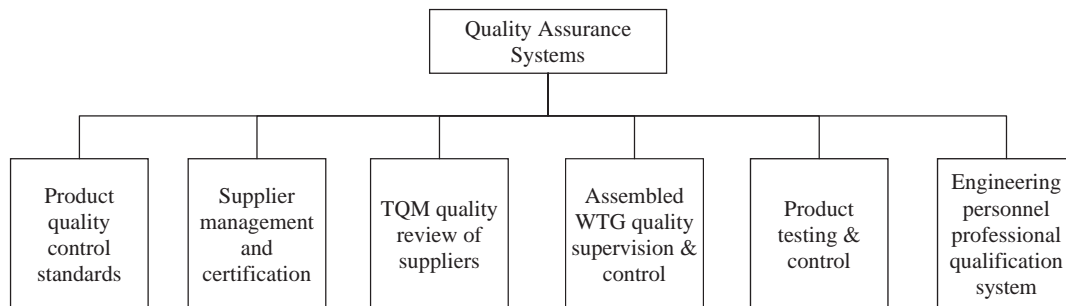 Quality Assurance
Systems
Product
quality
control
standards
Supplier
management
and
certification
TQM quality
review of
suppliers
Assembled
WTG quality
supervision &
control
Product
testing &
control
Engineering
personnel
professional
qualification
system